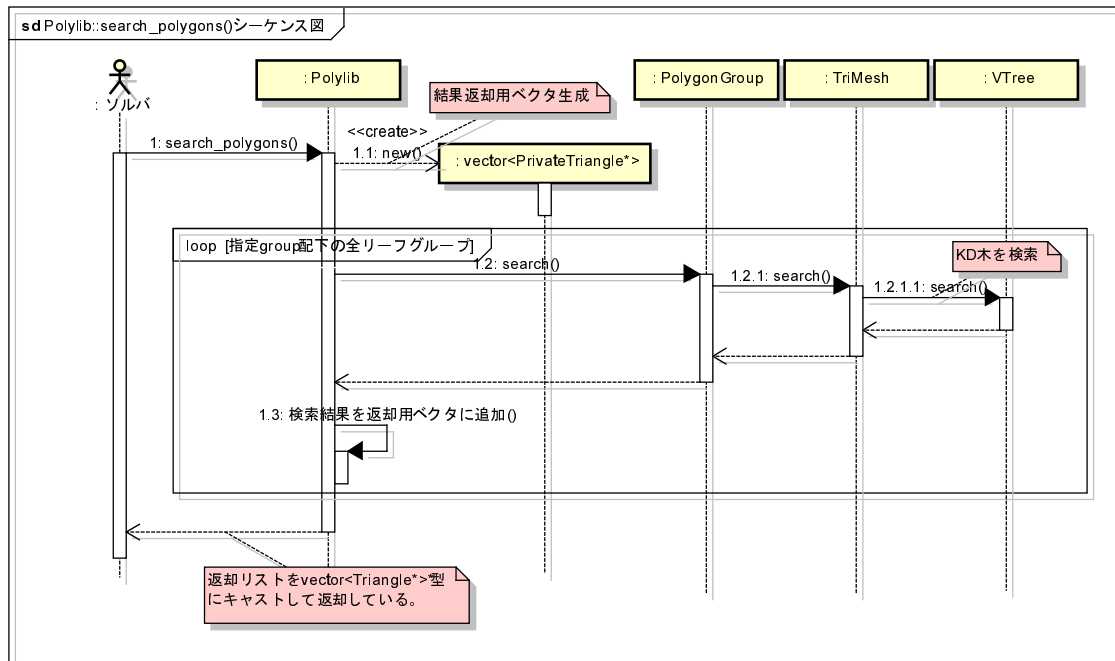 sd Polylib::search_polygons()シーケンス図
: ソルバ
: Polylib
: PolygonGroup
: TriMesh
: VTree
結果返却用ベクタ生成
<<create>>
1: search_polygons()
1.1: new()
: vector<PrivateTriangle*>
loop [指定group配下の全リーフグループ]
KD木を検索
1.2: search()
1.2.1: search()
1.2.1.1: search()
1.3: 検索結果を返却用ベクタに追加()
返却リストをvector<Triangle*>*型
にキャストして返却している。